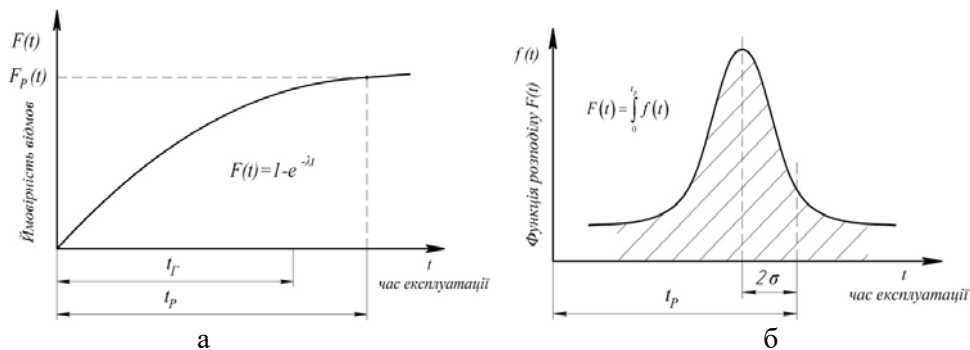 F(t)
F_P(t)
Ймовірність відмов
F(t)=1-e^{-λt}
t_Г
t
час експлуатації
t_P
а
f(t)
Функція розподілу F(t)
F(t)=∫_0^{t_p} f(t)
t
2σ
час експлуатації
t_P
б